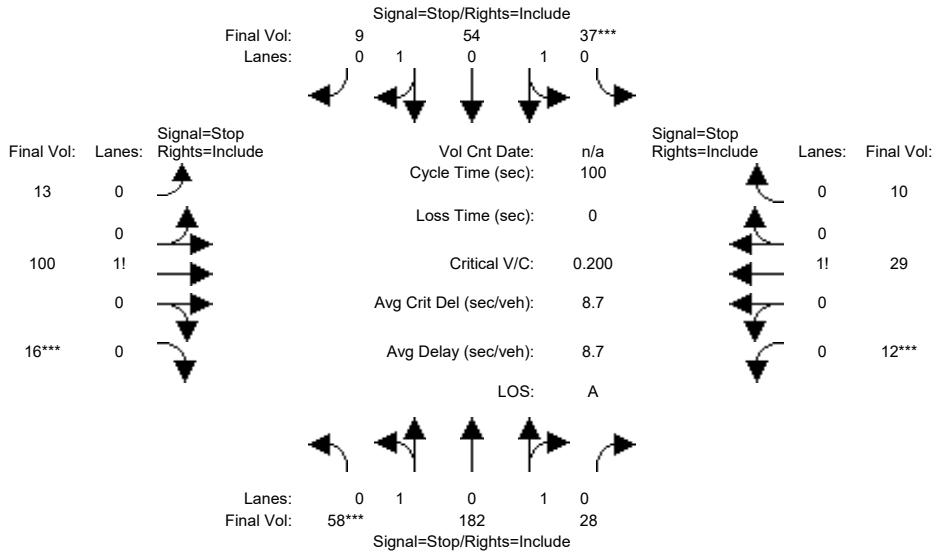 Signal=Stop/Rights=Include
Final Vol: 9 54 37***
Lanes: 0 1 0 1 0
Signal=Stop
Final Vol: Lanes: Rights=Include
Vol Cnt Date: n/a
Signal=Stop
Rights=Include Lanes: Final Vol:
Cycle Time (sec): 100
13 0
0 10
Loss Time (sec): 0
0
0
100 1!
Critical V/C: 0.200
1! 29
0
Avg Crit Del (sec/veh): 8.7
0
16*** 0
Avg Delay (sec/veh): 8.7
0 12***
LOS: A
Lanes: 0 1 0 1 0
Final Vol: 58*** 182 28
Signal=Stop/Rights=Include